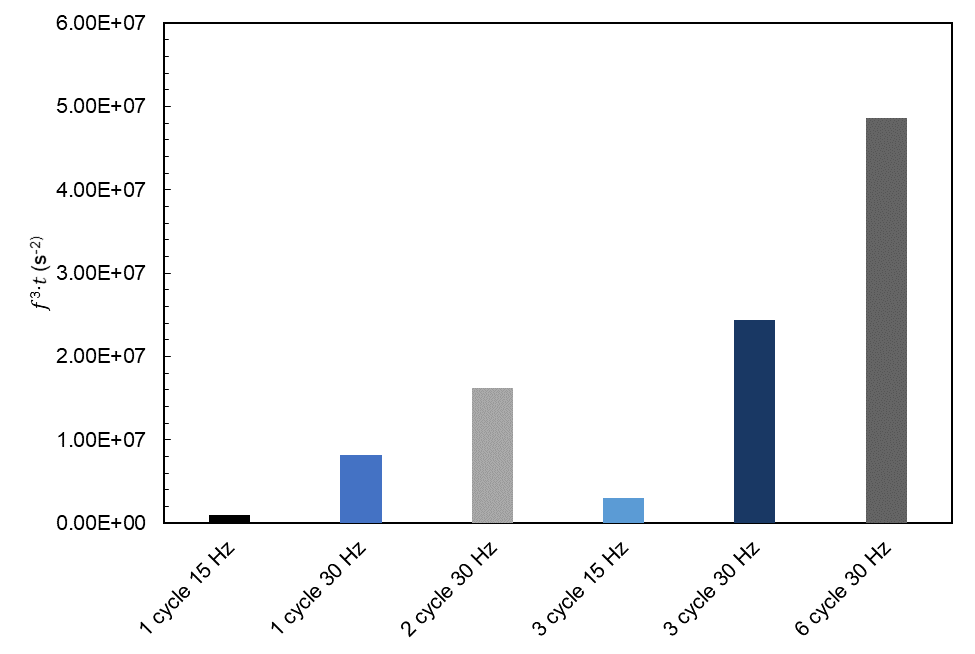 6.00E+07
5.00E+07
4.00E+07
3.00E+07
2.00E+07
1.00E+07
0.00E+00
f³·t (s⁻²)
1 cycle 15 Hz
1 cycle 30 Hz
2 cycle 30 Hz
3 cycle 15 Hz
3 cycle 30 Hz
6 cycle 30 Hz